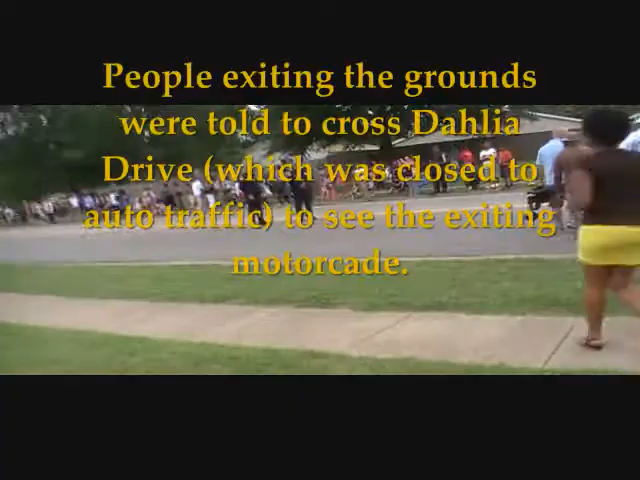 People exiting the grounds
were told to cross Dahlia
Drive (which was closed to
auto traffic) to see the exiting
motorcade.